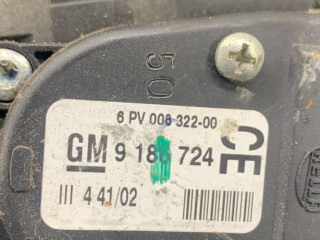 50
6 PV 008 322-00
GM 9 186 724 CE
III 4 41/02